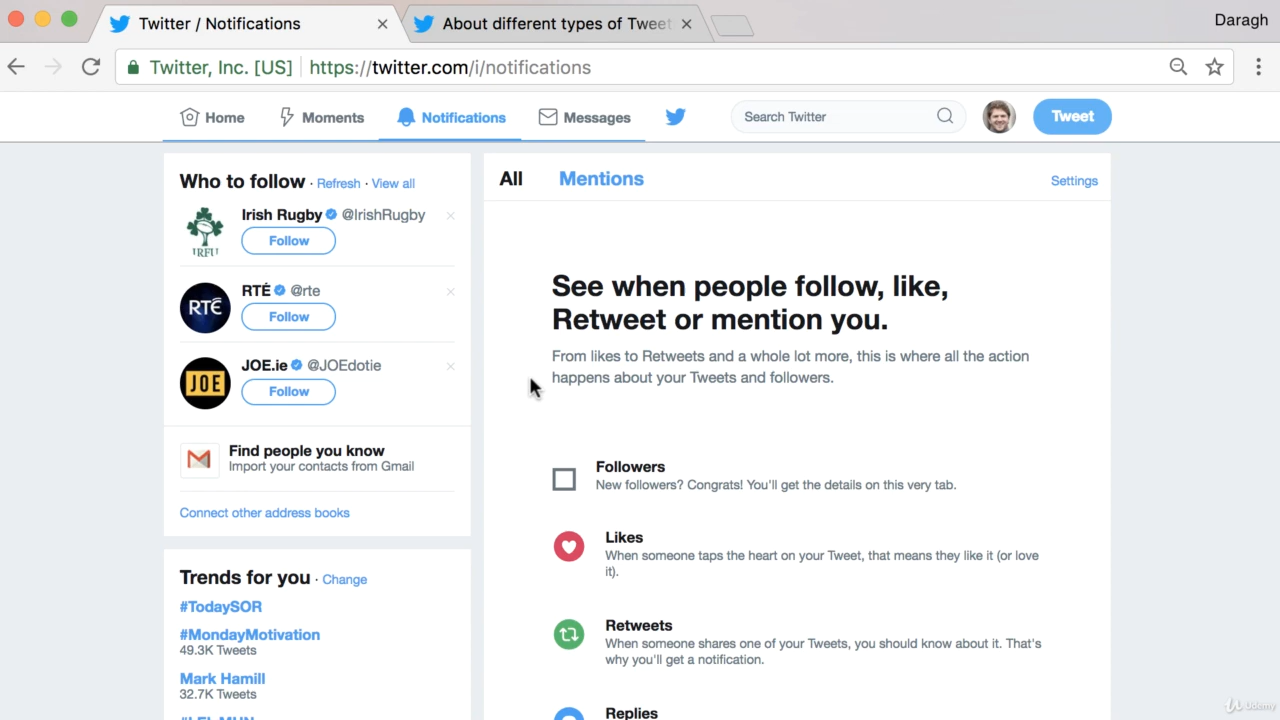 Twitter / Notifications
About different types of Tweet
Daragh
Twitter, Inc. [US]
https://twitter.com/i/notifications
Home
Moments
Notifications
Messages
Search Twitter
Tweet
Who to follow · Refresh · View all
Irish Rugby @IrishRugby
IRFU
Follow
RTÉ @rte
RTÉ
Follow
JOE.ie @JOEdotie
JOE
Follow
Find people you know
Import your contacts from Gmail
Connect other address books
Trends for you · Change
#TodaySOR
#MondayMotivation
49.3K Tweets
Mark Hamill
32.7K Tweets
All
Mentions
Settings
See when people follow, like,
Retweet or mention you.
From likes to Retweets and a whole lot more, this is where all the action
happens about your Tweets and followers.
Followers
New followers? Congrats! You'll get the details on this very tab.
Likes
When someone taps the heart on your Tweet, that means they like it (or love
it).
Retweets
When someone shares one of your Tweets, you should know about it. That's
why you'll get a notification.
Replies
Udemy